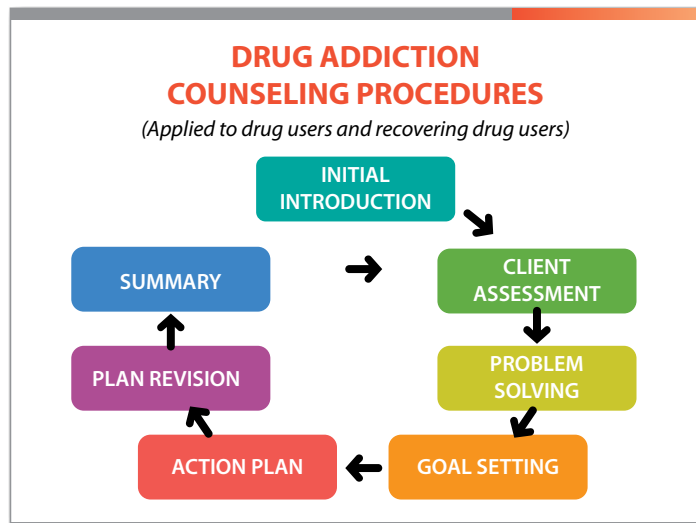 DRUG ADDICTION
COUNSELING PROCEDURES
(Applied to drug users and recovering drug users)
INITIAL
INTRODUCTION
SUMMARY
CLIENT
ASSESSMENT
PLAN REVISION
PROBLEM
SOLVING
ACTION PLAN
GOAL SETTING